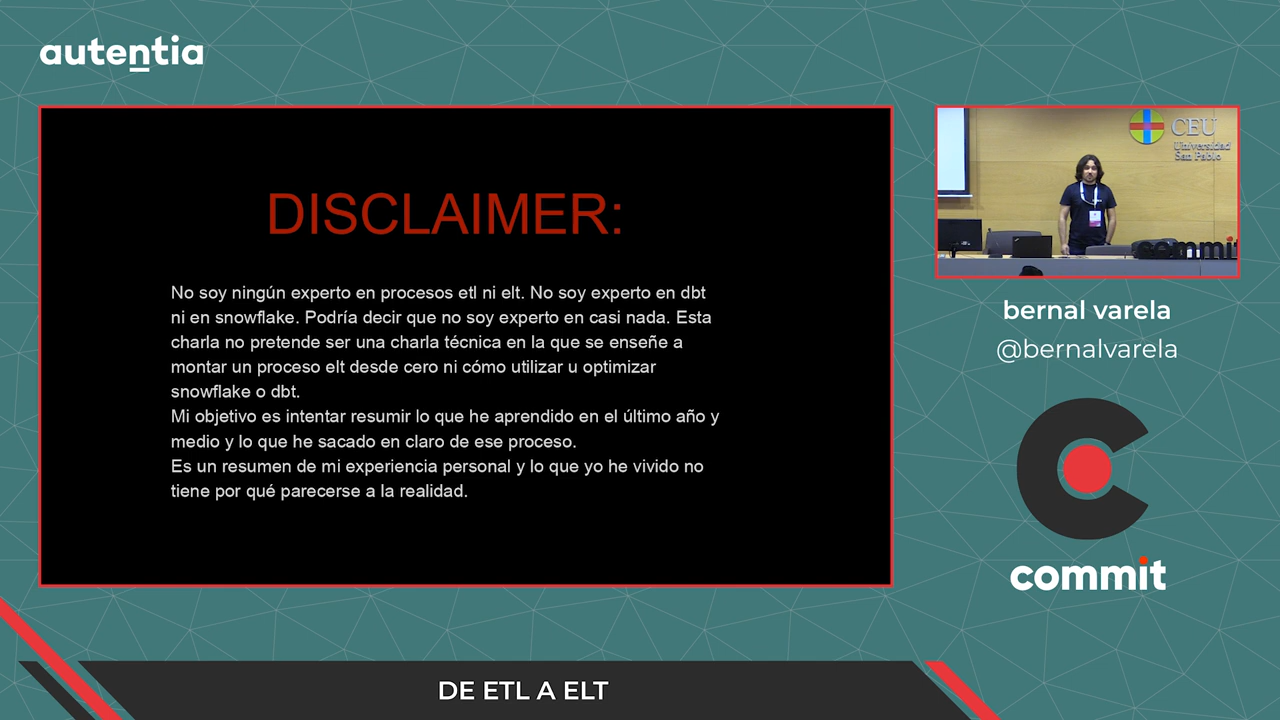 autentia
DISCLAIMER:
No soy ningún experto en procesos etl ni elt. No soy experto en dbt
ni en snowflake. Podría decir que no soy experto en casi nada. Esta
charla no pretende ser una charla técnica en la que se enseñe a
montar un proceso elt desde cero ni cómo utilizar u optimizar
snowflake o dbt.
Mi objetivo es intentar resumir lo que he aprendido en el último año y
medio y lo que he sacado en claro de ese proceso.
Es un resumen de mi experiencia personal y lo que yo he vivido no
tiene por qué parecerse a la realidad.
CEU
Universidad
San Pablo
commit
bernal varela
@bernalvarela
commit
DE ETL A ELT